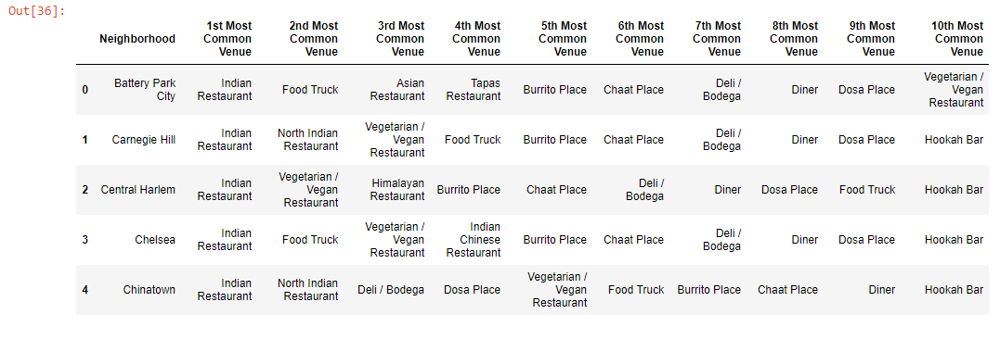 Out[36]:
Neighborhood 1st Most Common Venue 2nd Most Common Venue 3rd Most Common Venue 4th Most Common Venue 5th Most Common Venue 6th Most Common Venue 7th Most Common Venue 8th Most Common Venue 9th Most Common Venue 10th Most Common Venue
0 Battery Park City Indian Restaurant Food Truck Asian Restaurant Tapas Restaurant Burrito Place Chaat Place Deli / Bodega Diner Dosa Place Vegetarian / Vegan Restaurant
1 Carnegie Hill Indian Restaurant North Indian Restaurant Vegetarian / Vegan Restaurant Food Truck Burrito Place Chaat Place Deli / Bodega Diner Dosa Place Hookah Bar
2 Central Harlem Indian Restaurant Vegetarian / Vegan Restaurant Himalayan Restaurant Burrito Place Chaat Place Deli / Bodega Diner Dosa Place Food Truck Hookah Bar
3 Chelsea Indian Restaurant Food Truck Vegetarian / Vegan Restaurant Indian Chinese Restaurant Burrito Place Chaat Place Deli / Bodega Diner Dosa Place Hookah Bar
4 Chinatown Indian Restaurant North Indian Restaurant Deli / Bodega Dosa Place Vegetarian / Vegan Restaurant Food Truck Burrito Place Chaat Place Diner Hookah Bar